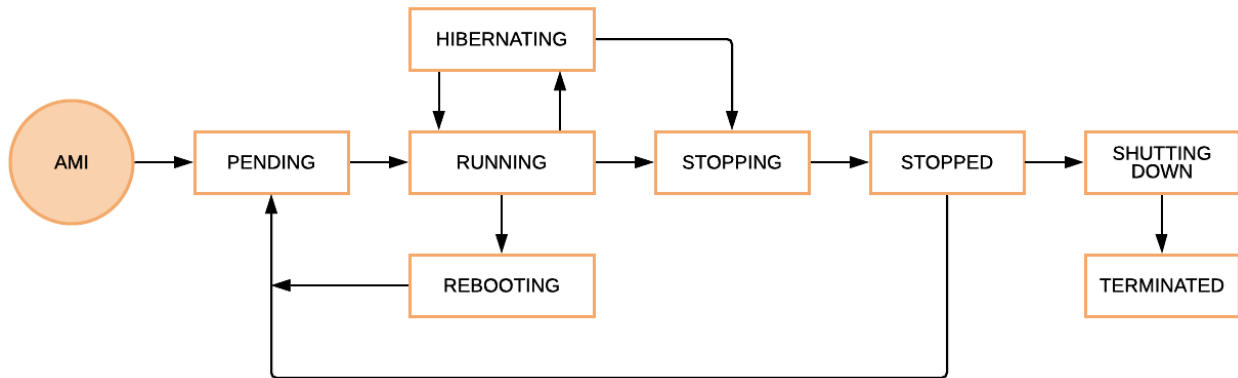 HIBERNATING
AMI
PENDING
RUNNING
STOPPING
STOPPED
SHUTTING
DOWN
REBOOTING
TERMINATED